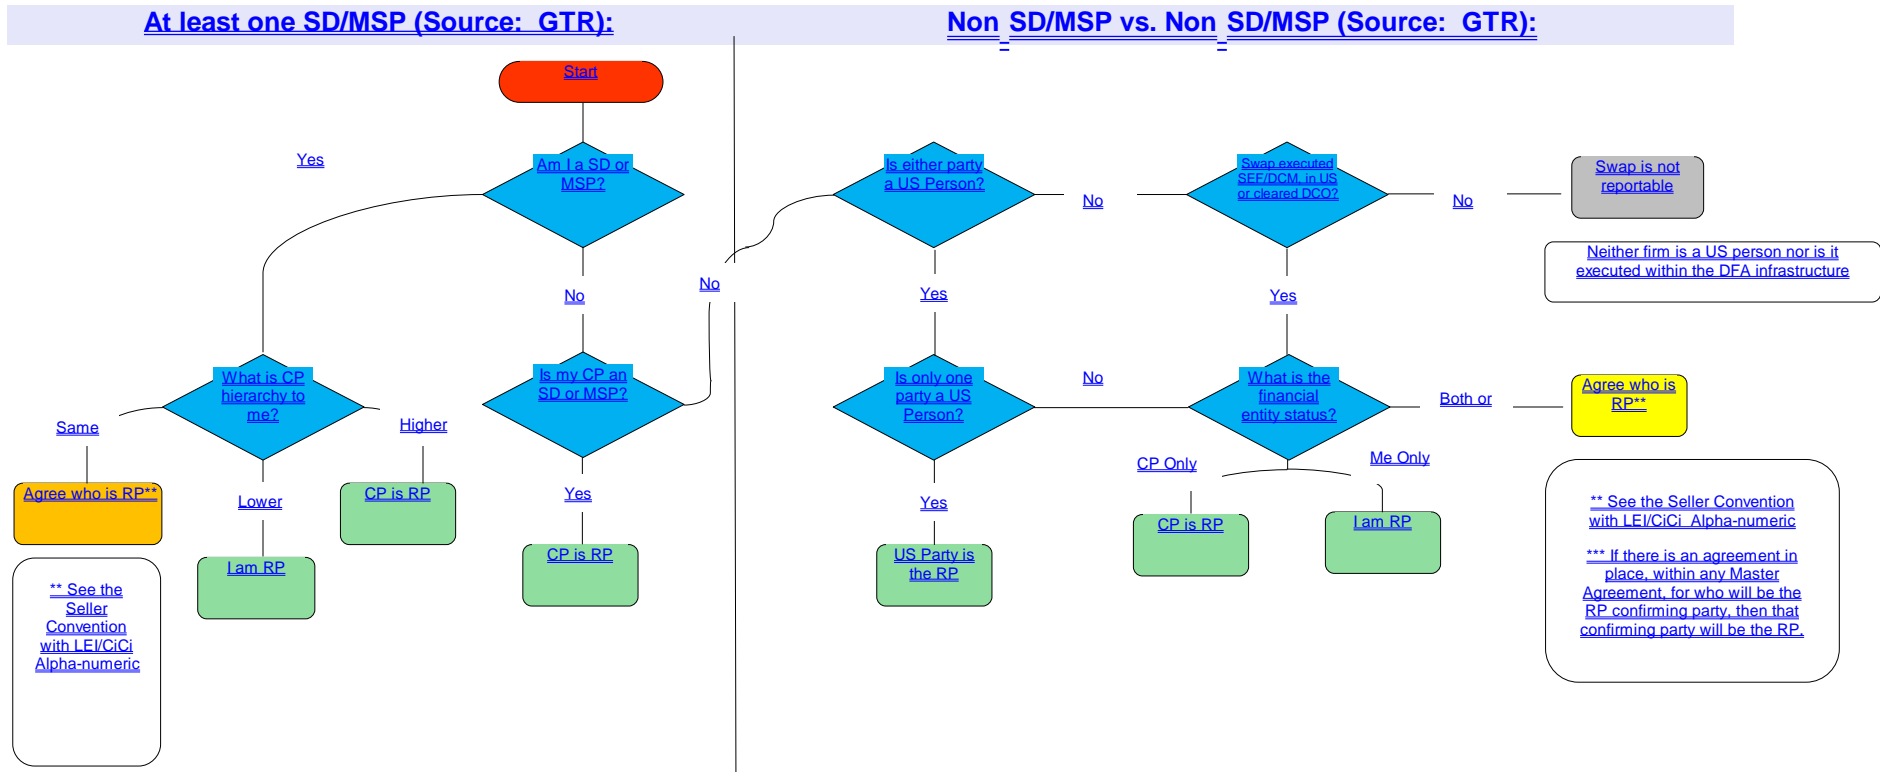 At least one SD/MSP (Source:  GTR):
Non_SD/MSP vs. Non_SD/MSP (Source:  GTR):
Start
Yes
Am I a SD or
MSP?
No
What is CP
hierarchy to
me?
Is my CP an
SD or MSP?
No
Same
Higher
Agree who is RP**
Lower
CP is RP
Yes
I am RP
CP is RP
** See the
Seller
Convention
with LEI/CiCi
Alpha-numeric
Is either party
a US Person?
No
Swap executed
SEF/DCM, in US
or cleared DCO?
No
Swap is not
reportable
Neither firm is a US person nor is it
executed within the DFA infrastructure
Yes
Yes
Is only one
party a US
Person?
No
What is the
financial
entity status?
Both or
Agree who is
RP**
CP Only
Me Only
Yes
CP is RP
I am RP
US Party is
the RP
** See the Seller Convention
with LEI/CiCi  Alpha-numeric
*** If there is an agreement in
place, within any Master
Agreement, for who will be the
RP confirming party, then that
confirming party will be the RP.